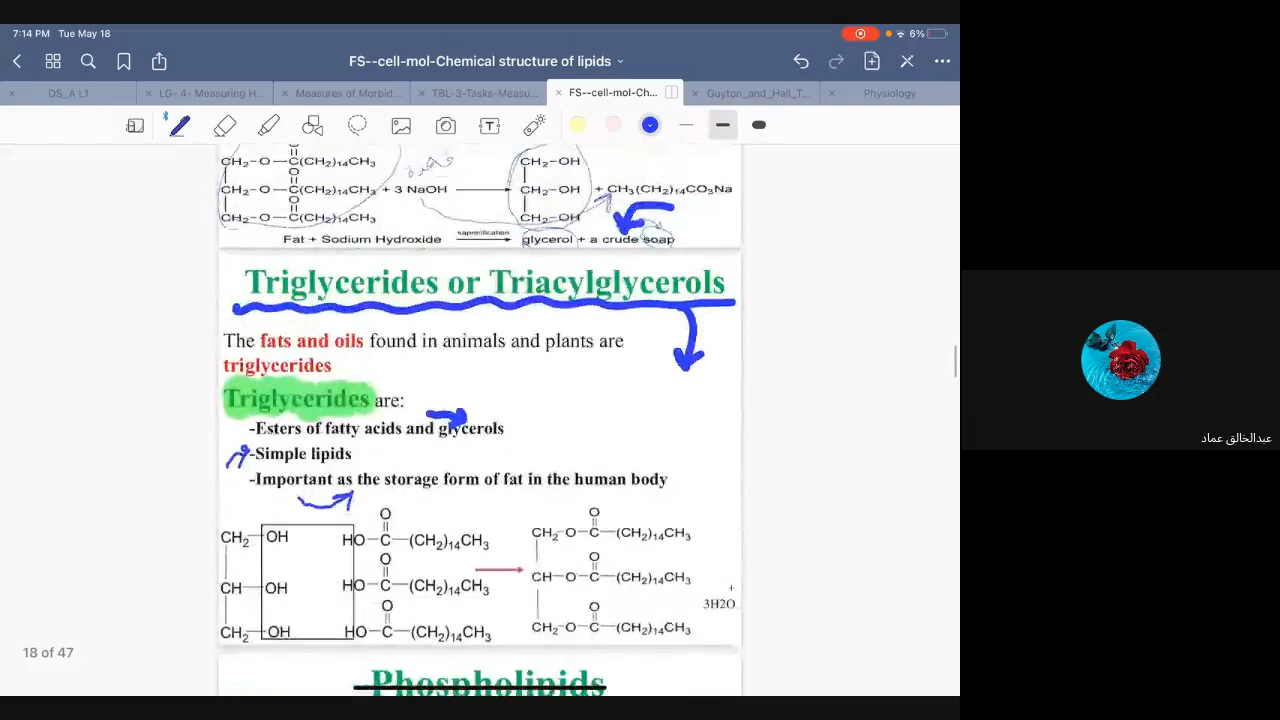 7:14 PM Tue May 18
6%
FS--cell-mol-Chemical structure of lipids
DS_A L1
LG- 4- Measuring H...
Measures of Morbid...
TBL-3-Tasks-Measu...
FS--cell-mol-Ch...
Guyton_and_Hall_T...
Physiology
CH2-O-C(CH2)14CH3 CH2-OH
O
CH2-O-C(CH2)14CH3 + 3 NaOH CH2-OH + CH3(CH2)14CO3Na
O
CH2-O-C(CH2)14CH3 CH2-OH
Fat + Sodium Hydroxide saponification glycerol + a crude soap
Triglycerides or Triacylglycerols
The fats and oils found in animals and plants are
triglycerides
Triglycerides are:
-Esters of fatty acids and glycerols
-Simple lipids
-Important as the storage form of fat in the human body
O O
CH2-OH HO-C-(CH2)14CH3 CH2-O-C-(CH2)14CH3
O O
CH-OH HO-C-(CH2)14CH3 CH-O-C-(CH2)14CH3
+
3H2O
O O
CH2-OH HO-C-(CH2)14CH3 CH2-O-C-(CH2)14CH3
18 of 47
Phospholipids
عبدالخالق عماد